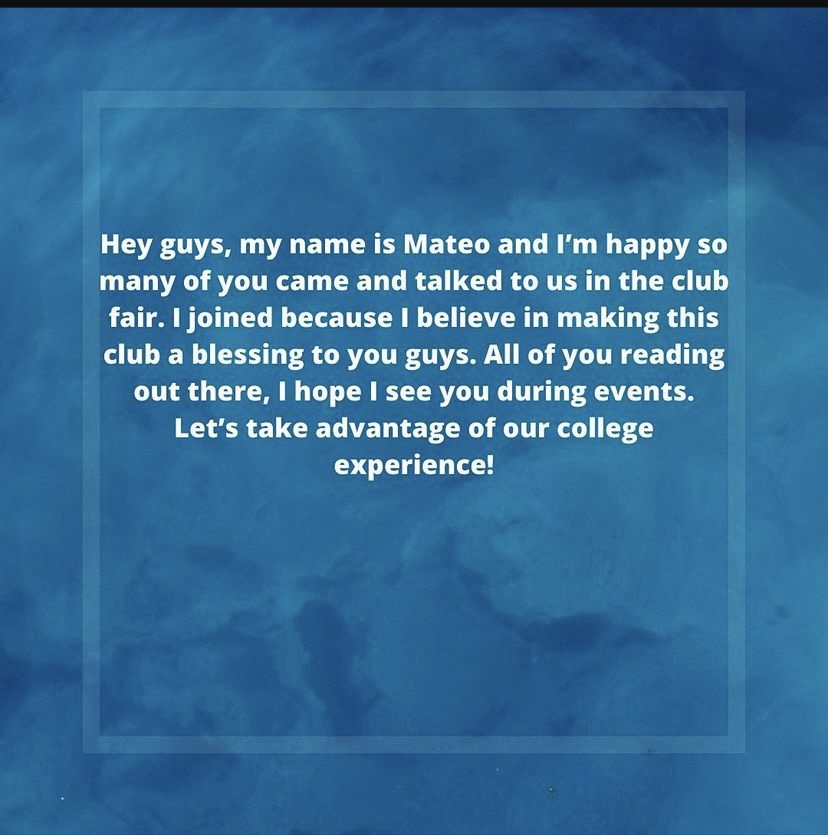 Hey guys, my name is Mateo and I’m happy so
many of you came and talked to us in the club
fair. I joined because I believe in making this
club a blessing to you guys. All of you reading
out there, I hope I see you during events.
Let’s take advantage of our college
experience!